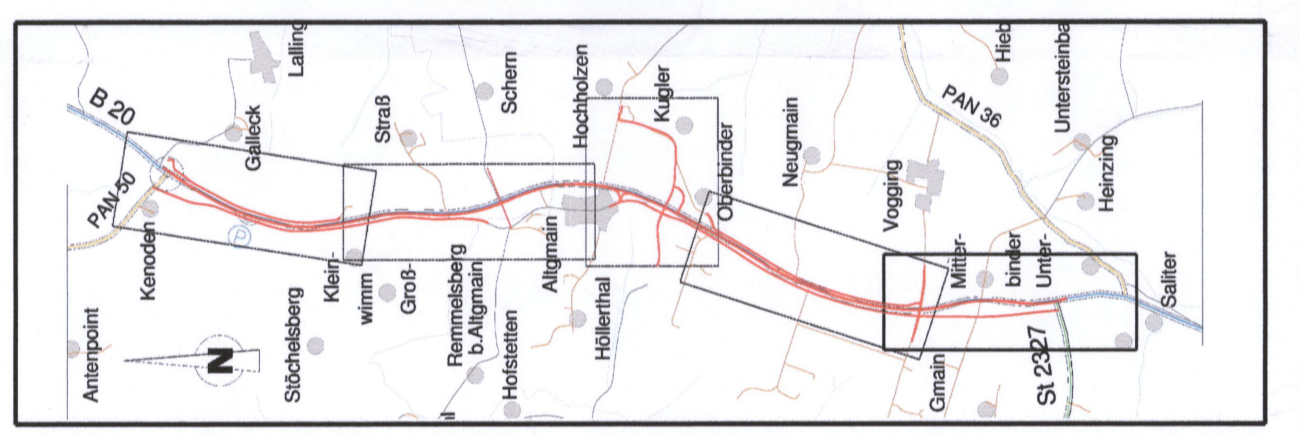 B 20
PAN 50
Kenoden
Galleck
Lalling
Antenpoint
N
Stöchelsberg
Straß
Schern
Klein-
wimm
Groß-
Remmelsberg
b.Altgmain
Hofstetten
Altgmain
Höllerthal
Hochholzen
Kugler
Oberbinder
Neugmain
Vogging
PAN 36
Hieb
Untersteinba
Heinzing
Mitter-
binder
Unter-
Saliter
Gmain
St 2327
P